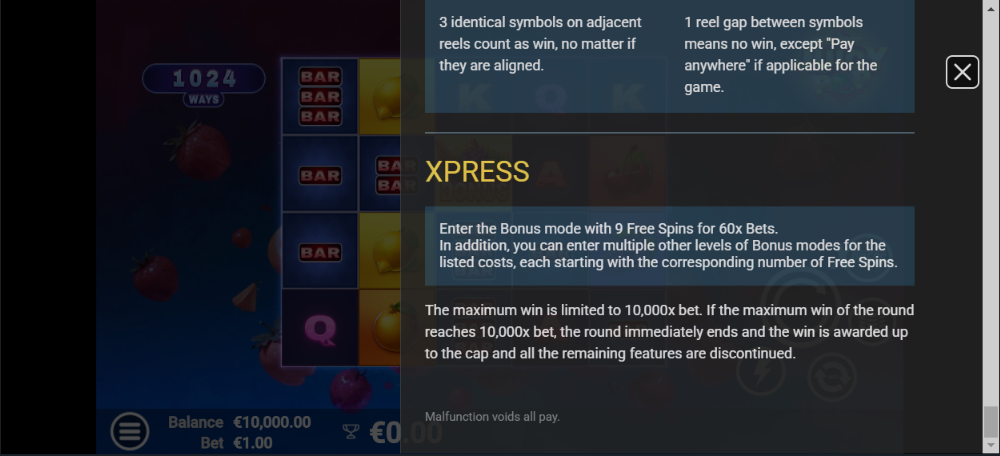 3 identical symbols on adjacent
reels count as win, no matter if
they are aligned.
1 reel gap between symbols
means no win, except "Pay
anywhere" if applicable for the
game.
1024
WAYS
BAR
BAR
BAR
K
Q
K
XPRESS
BAR
BA
BAR
A
Enter the Bonus mode with 9 Free Spins for 60x Bets.
In addition, you can enter multiple other levels of Bonus modes for the
listed costs, each starting with the corresponding number of Free Spins.
BAR
The maximum win is limited to 10,000x bet. If the maximum win of the round
reaches 10,000x bet, the round immediately ends and the win is awarded up
to the cap and all the remaining features are discontinued.
Q
Malfunction voids all pay.
Balance €10,000.00
Bet €1.00
€0.00